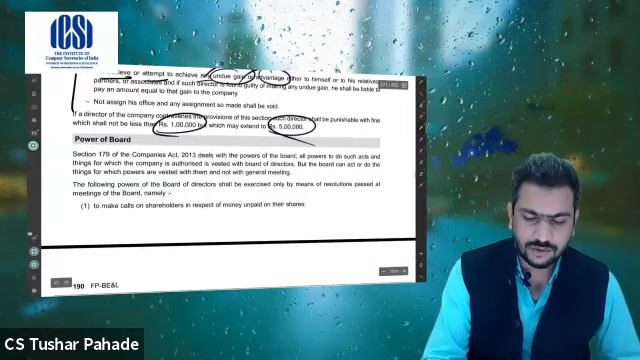 ICSI
THE INSTITUTE OF
Company Secretaries of India
or attempt to achieve any undue gain or advantage either to himself or to his relatives,
partners, or associates and if such director is found guilty of making any undue gain, he shall be liable to
pay an amount equal to that gain to the company.
– Not assign his office and any assignment so made shall be void.
If a director of the company contravenes the provisions of this section such director shall be punishable with fine
which shall not be less than Rs. 1,00,000 but which may extend to Rs. 5,00,000.
Power of Board
Section 179 of the Companies Act, 2013 deals with the powers of the board; all powers to do such acts and
things for which the company is authorised is vested with board of directors. But the board can act or do the
things for which powers are vested with them and not with general meeting.
The following powers of the Board of directors shall be exercised only by means of resolutions passed at
meetings of the Board, namely :-
(1) to make calls on shareholders in respect of money unpaid on their shares;
190 FP-BE&L
CS Tushar Pahade